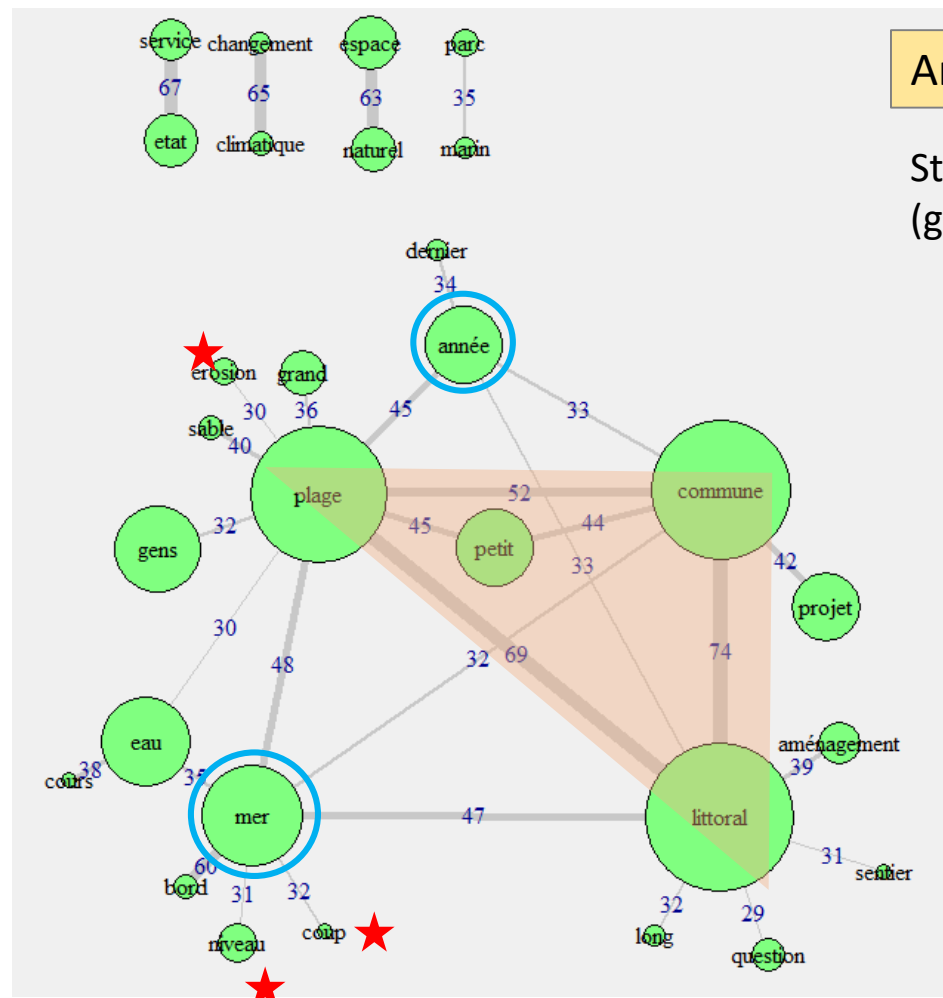 service changement espace parc
67 65 63 35
etat climatique naturel marin
Ar
St
(g
dernier
34
année
erosion grand
30 36 45 33
sable
40
plage 52 commune
45 petit 44
gens 32
33
42
projet
30
48 32 69 74
eau
aménagement
cours 38 35 39
mer 47 littoral
60
bord 31 32
31
sentier
niveau coup
32 29
long
question